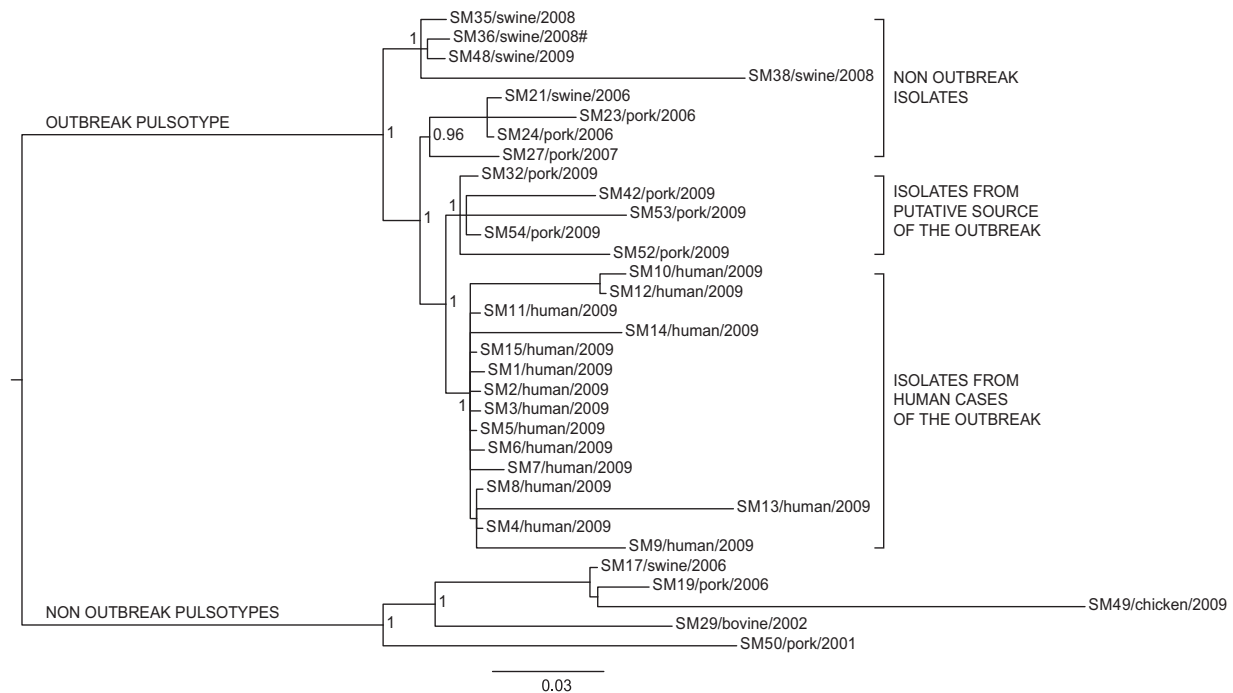 SM35/swine/2008
SM36/swine/2008#
1
SM48/swine/2009
SM38/swine/2008
NON OUTBREAK
ISOLATES
SM21/swine/2006
SM23/pork/2006
OUTBREAK PULSOTYPE
1
0.96
SM24/pork/2006
SM27/pork/2007
SM32/pork/2009
SM42/pork/2009
ISOLATES FROM
PUTATIVE SOURCE
OF THE OUTBREAK
1
SM53/pork/2009
1
SM54/pork/2009
SM52/pork/2009
SM10/human/2009
SM12/human/2009
1
SM11/human/2009
SM14/human/2009
SM15/human/2009
SM1/human/2009
ISOLATES FROM
HUMAN CASES
OF THE OUTBREAK
SM2/human/2009
1
SM3/human/2009
SM5/human/2009
SM6/human/2009
SM7/human/2009
SM8/human/2009
SM13/human/2009
SM4/human/2009
SM9/human/2009
SM17/swine/2006
SM19/pork/2006
1
SM49/chicken/2009
NON OUTBREAK PULSOTYPES
1
SM29/bovine/2002
SM50/pork/2001
0.03